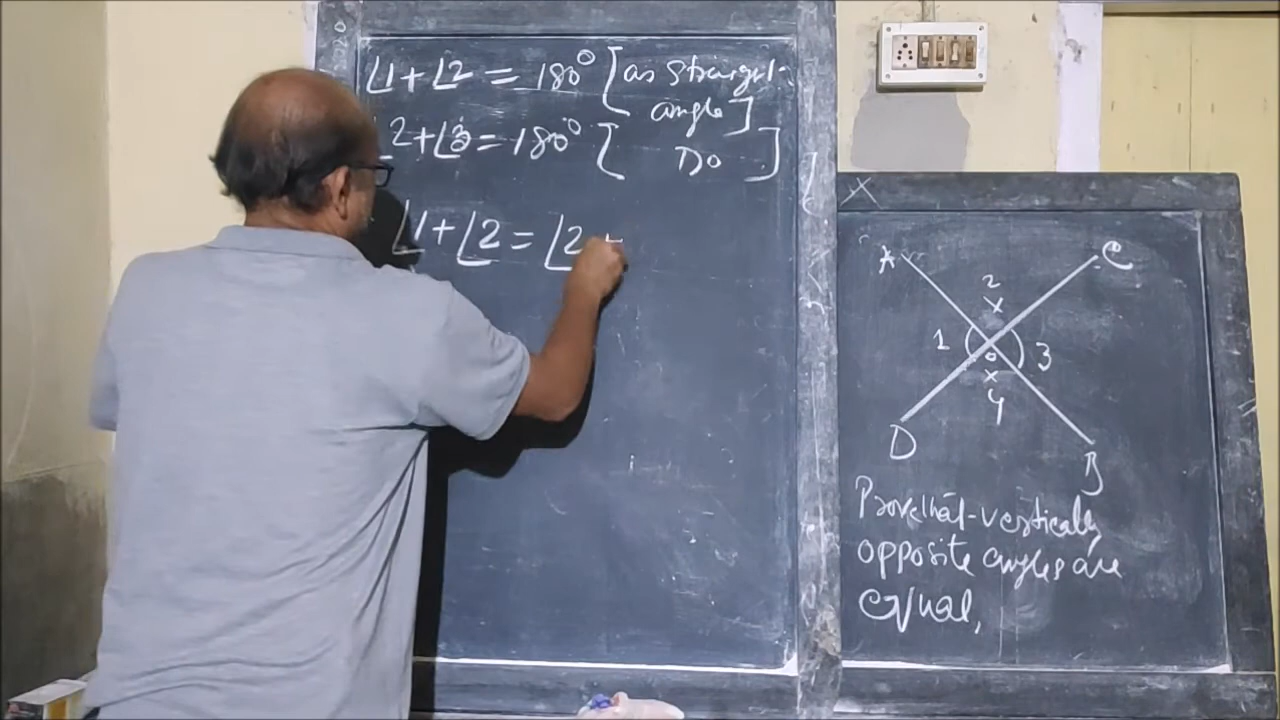 ∠1+∠2 = 180° [as straight
angle]
∠2+∠3=180° [ Do ]
∠1+∠2 = ∠2 +
A
C
2
×
1
3
o
×
4
D
B
Prove that vertically
opposite angles are
equal,